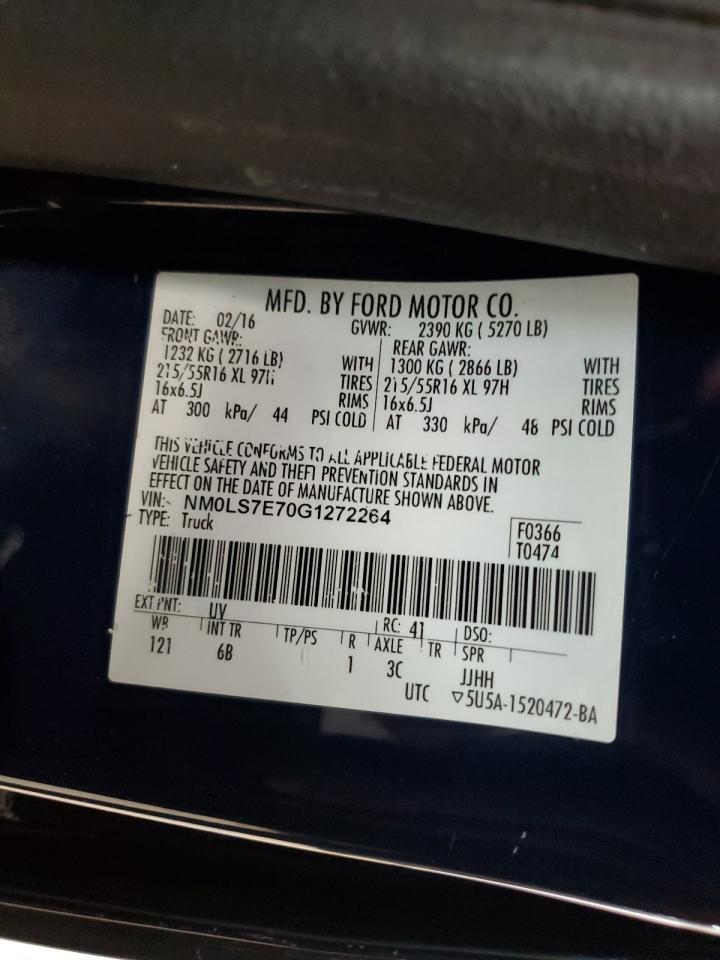 MFD. BY FORD MOTOR CO.
DATE: 02/16 GVWR: 2390 KG ( 5270 LB)
FRONT GAWR: REAR GAWR:
1232 KG ( 2716 LB) WITH 1300 KG ( 2866 LB) WITH
215/55R16 XL 97H TIRES 215/55R16 XL 97H TIRES
16x6.5J RIMS 16x6.5J RIMS
AT 300 kPa/ 44 PSI COLD AT 330 kPa/ 48 PSI COLD
THIS VEHICLE CONFORMS TO ALL APPLICABLE FEDERAL MOTOR
VEHICLE SAFETY AND THEFT PREVENTION STANDARDS IN
EFFECT ON THE DATE OF MANUFACTURE SHOWN ABOVE.
VIN: NM0LS7E70G1272264
TYPE: Truck F0366
T0474
EXT PNT: UV RC: 41 DSO:
WB INT TR TP/PS R AXLE TR SPR
121 6B 1 3C JJHH
UTC ▽5U5A-1520472-BA